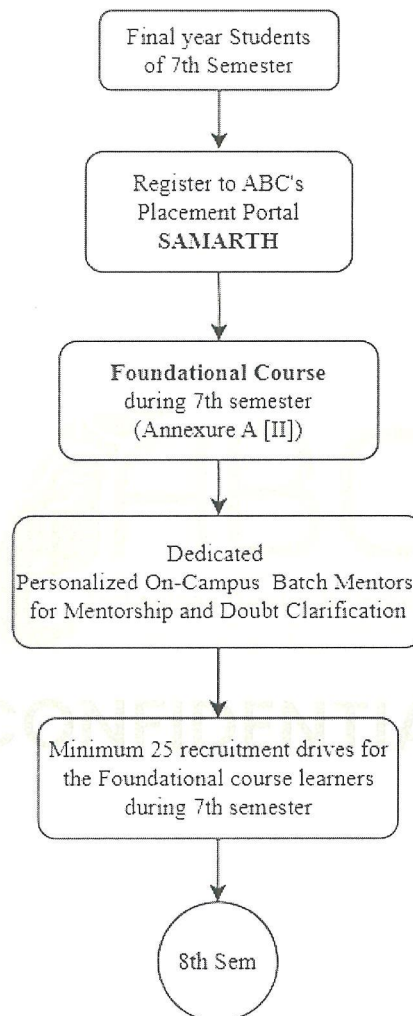 Final year Students
of 7th Semester
Register to ABC's
Placement Portal
SAMARTH
Foundational Course
during 7th semester
(Annexure A [II])
Dedicated
Personalized On-Campus Batch Mentors
for Mentorship and Doubt Clarification
CONFIDENTIA
Minimum 25 recruitment drives for
the Foundational course learners
during 7th semester
8th Sem